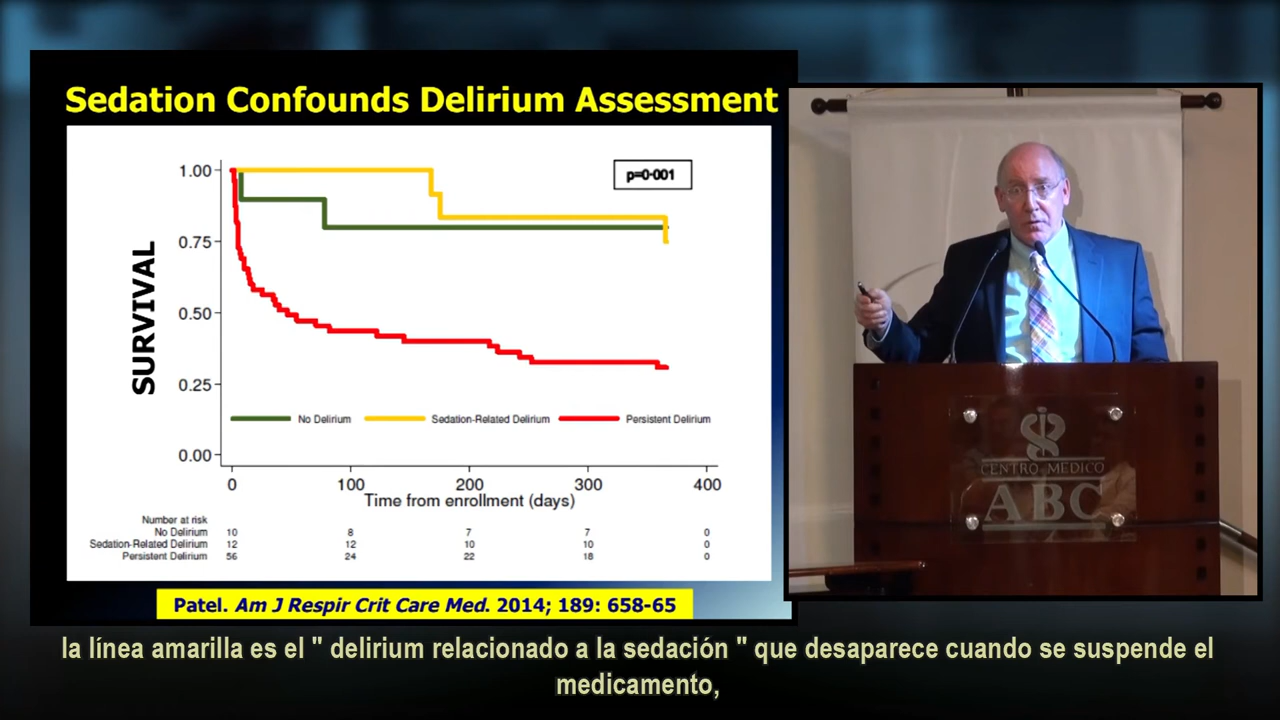 Sedation Confounds Delirium Assessment
p=0·001
SURVIVAL
1.00
0.75
0.50
0.25
0.00
No Delirium
Sedation-Related Delirium
Persistent Delirium
0 100 200 300 400
Time from enrollment (days)
Number at risk
No Delirium 10 8 7 7 0
Sedation-Related Delirium 12 12 10 10 0
Persistent Delirium 56 24 22 18 0
Patel. Am J Respir Crit Care Med. 2014; 189: 658-65
CENTRO MEDICO
ABC
la línea amarilla es el " delirium relacionado a la sedación " que desaparece cuando se suspende el
medicamento,